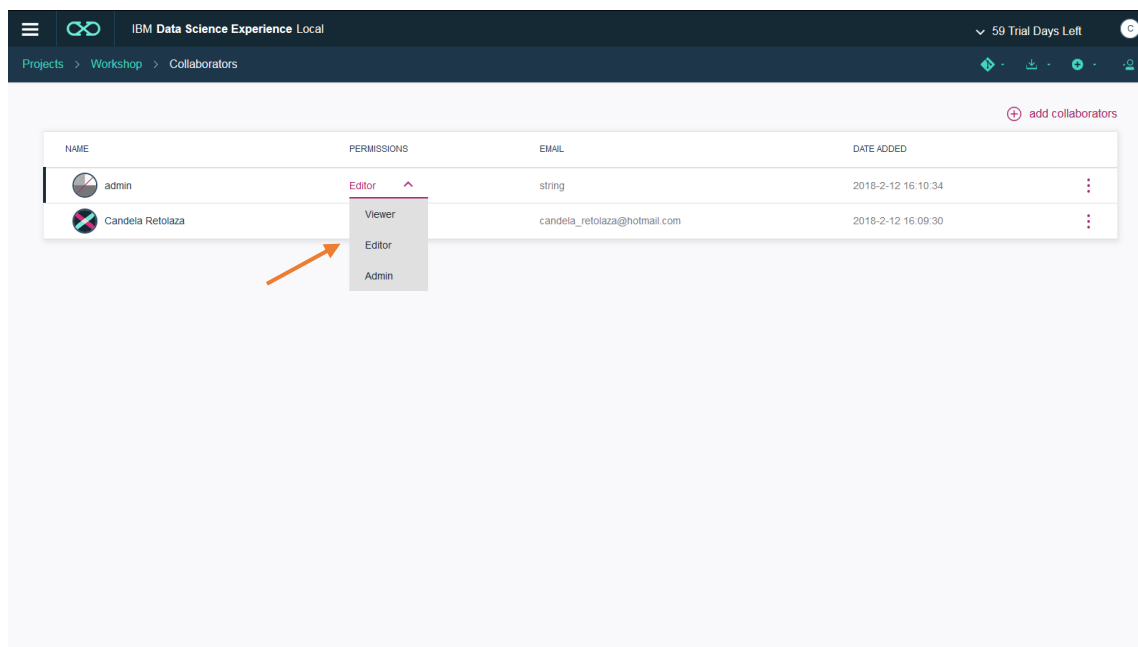 IBM Data Science Experience Local
59 Trial Days Left
C
Projects > Workshop > Collaborators
add collaborators
NAME PERMISSIONS EMAIL DATE ADDED
admin Editor string 2018-2-12 16:10:34
Candela Retolaza candela_retolaza@hotmail.com 2018-2-12 16:09:30
Viewer
Editor
Admin